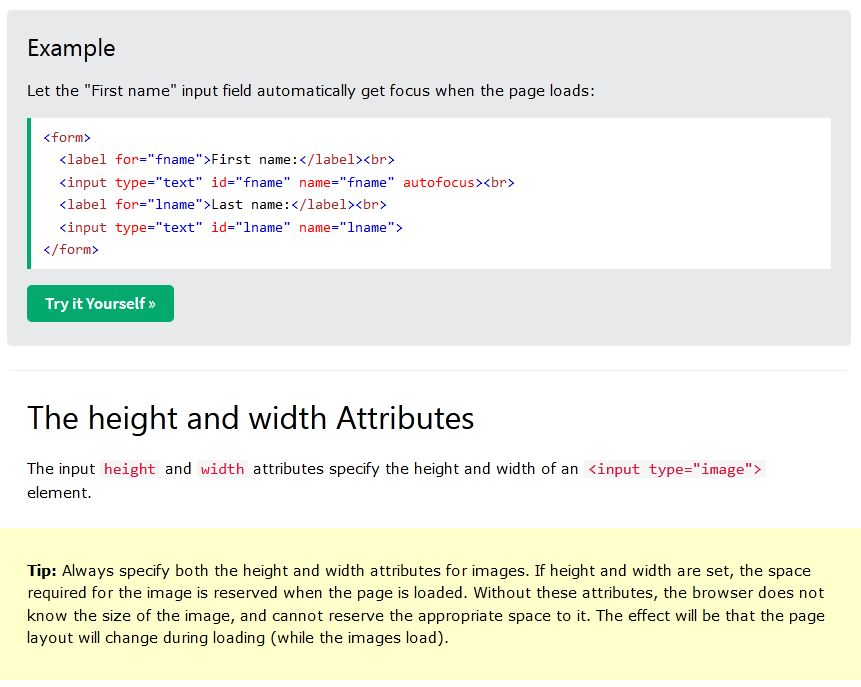 Example
Let the "First name" input field automatically get focus when the page loads:
<form>
  <label for="fname">First name:</label><br>
  <input type="text" id="fname" name="fname" autofocus><br>
  <label for="lname">Last name:</label><br>
  <input type="text" id="lname" name="lname">
</form>
Try it Yourself »
The height and width Attributes
The input height and width attributes specify the height and width of an <input type="image">
element.
Tip: Always specify both the height and width attributes for images. If height and width are set, the space
required for the image is reserved when the page is loaded. Without these attributes, the browser does not
know the size of the image, and cannot reserve the appropriate space to it. The effect will be that the page
layout will change during loading (while the images load).